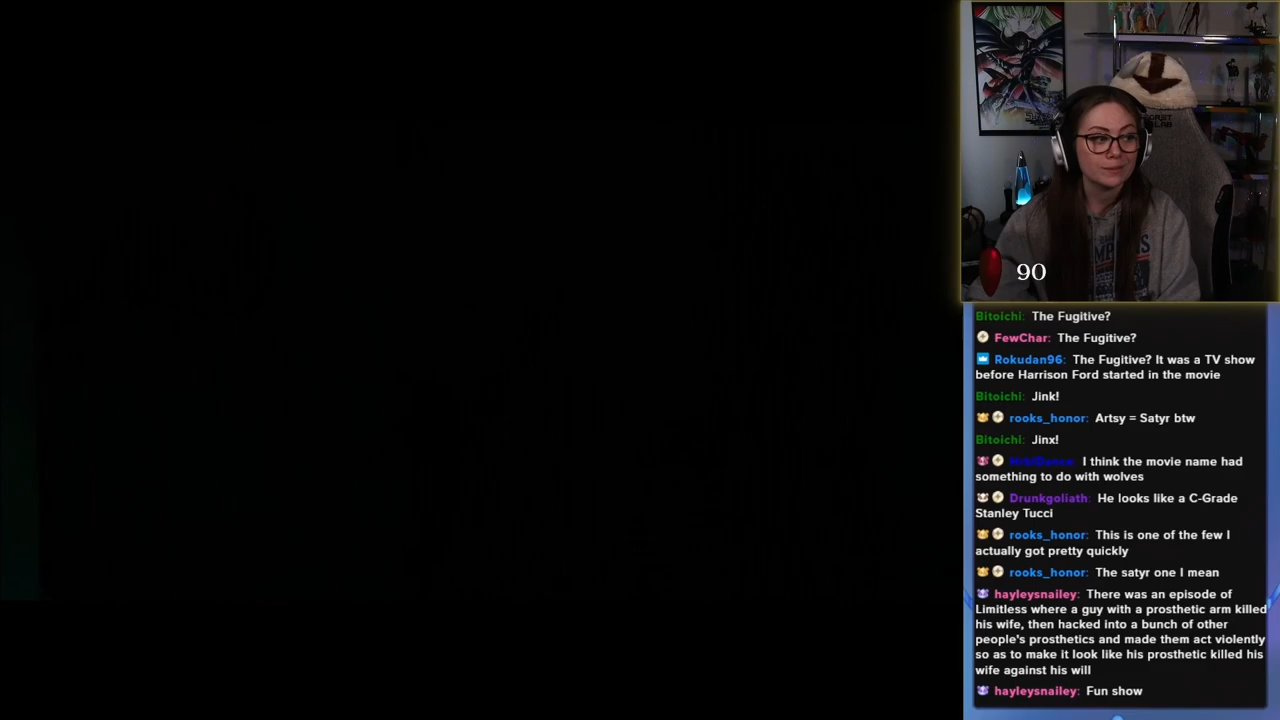 90
Bitoichi: The Fugitive?
FewChar: The Fugitive?
Rokudan96: The Fugitive? It was a TV show
before Harrison Ford started in the movie
Bitoichi: Jink!
rooks_honor: Artsy = Satyr btw
Bitoichi: Jinx!
I think the movie name had
something to do with wolves
Drunkgoliath: He looks like a C-Grade
Stanley Tucci
rooks_honor: This is one of the few I
actually got pretty quickly
rooks_honor: The satyr one I mean
hayleysnailey: There was an episode of
Limitless where a guy with a prosthetic arm killed
his wife, then hacked into a bunch of other
people's prosthetics and made them act violently
so as to make it look like his prosthetic killed his
wife against his will
hayleysnailey: Fun show